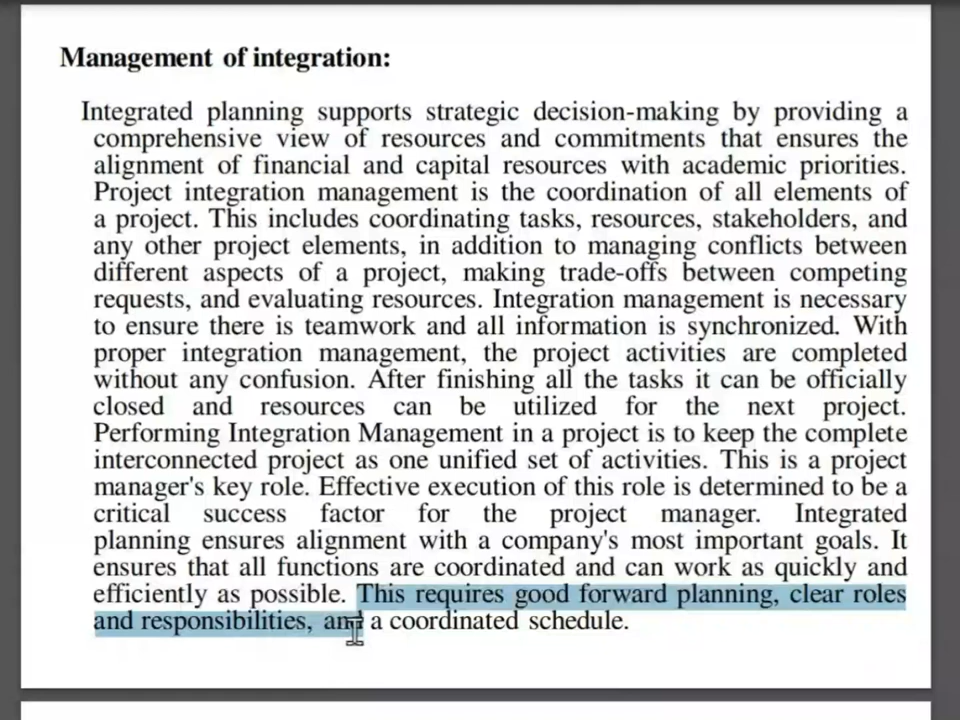 Management of integration:
Integrated planning supports strategic decision-making by providing a
comprehensive view of resources and commitments that ensures the
alignment of financial and capital resources with academic priorities.
Project integration management is the coordination of all elements of
a project. This includes coordinating tasks, resources, stakeholders, and
any other project elements, in addition to managing conflicts between
different aspects of a project, making trade-offs between competing
requests, and evaluating resources. Integration management is necessary
to ensure there is teamwork and all information is synchronized. With
proper integration management, the project activities are completed
without any confusion. After finishing all the tasks it can be officially
closed and resources can be utilized for the next project.
Performing Integration Management in a project is to keep the complete
interconnected project as one unified set of activities. This is a project
manager's key role. Effective execution of this role is determined to be a
critical success factor for the project manager. Integrated
planning ensures alignment with a company's most important goals. It
ensures that all functions are coordinated and can work as quickly and
efficiently as possible. This requires good forward planning, clear roles
and responsibilities, and a coordinated schedule.